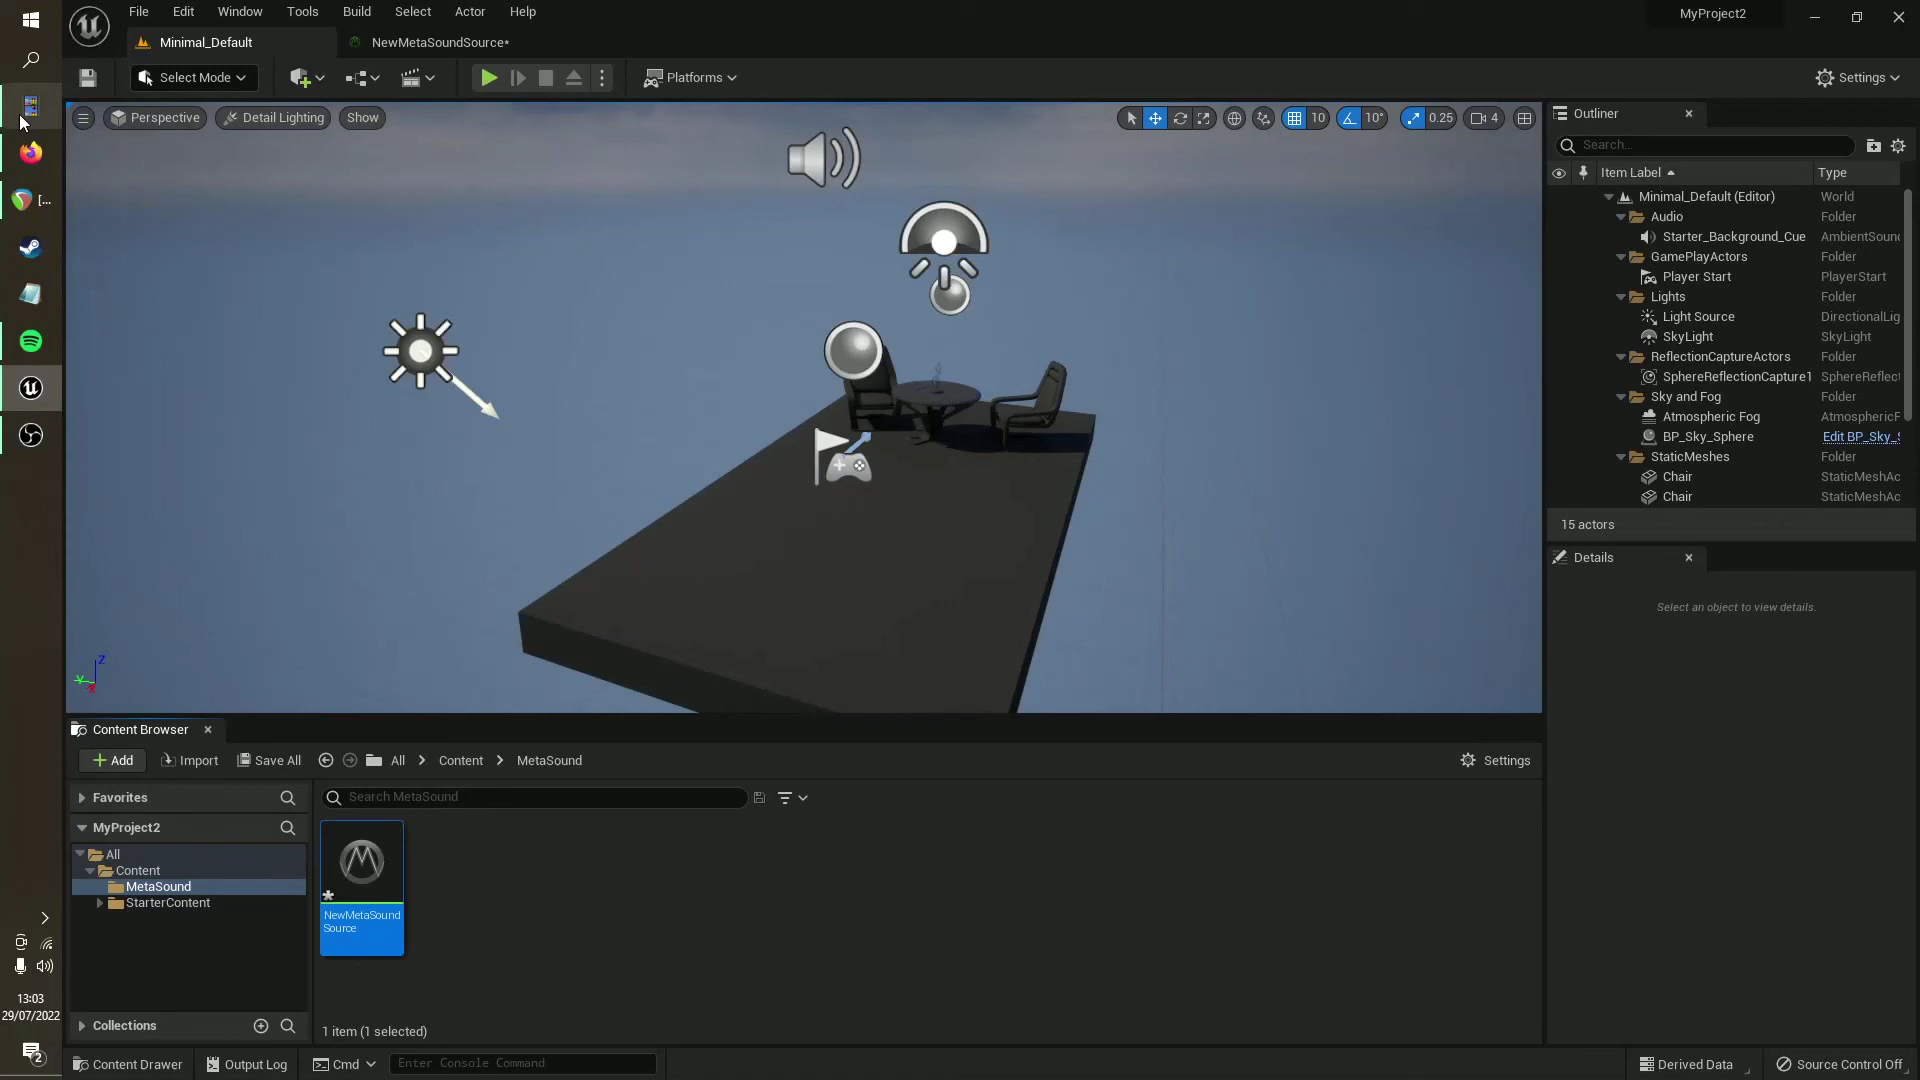 File Edit Window Tools Build Select Actor Help
MyProject2
Minimal_Default
NewMetaSoundSource*
Select Mode
Platforms
Settings
Perspective
Detail Lighting
Show
10
10°
0.25
4
Outliner
Search...
Item Label
Type
Minimal_Default (Editor) World
Audio Folder
Starter_Background_Cue AmbientSound
GamePlayActors Folder
Player Start PlayerStart
Lights Folder
Light Source DirectionalLig
SkyLight SkyLight
ReflectionCaptureActors Folder
SphereReflectionCapture1 SphereReflect
Sky and Fog Folder
Atmospheric Fog AtmosphericF
BP_Sky_Sphere Edit BP_Sky_S
StaticMeshes Folder
Chair StaticMeshAc
Chair StaticMeshAc
15 actors
Details
Select an object to view details.
[...
Z
Y
X
Content Browser
Add
Import
Save All
All
Content
MetaSound
Settings
Favorites
Search MetaSound
MyProject2
All
Content
MetaSound
StarterContent
NewMetaSound
Source
Collections
1 item (1 selected)
13:03
29/07/2022
2
Content Drawer
Output Log
Cmd
Enter Console Command
Derived Data
Source Control Off